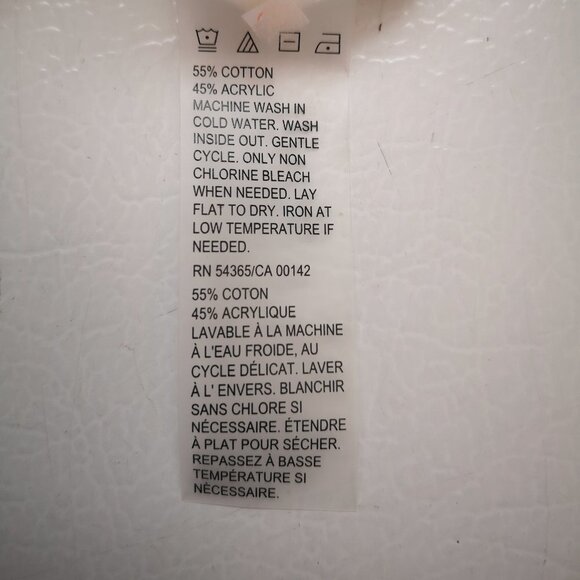 55% COTTON
45% ACRYLIC
MACHINE WASH IN
COLD WATER. WASH
INSIDE OUT. GENTLE
CYCLE. ONLY NON
CHLORINE BLEACH
WHEN NEEDED. LAY
FLAT TO DRY. IRON AT
LOW TEMPERATURE IF
NEEDED.
RN 54365/CA 00142
55% COTON
45% ACRYLIQUE
LAVABLE À LA MACHINE
À L'EAU FROIDE, AU
CYCLE DÉLICAT. LAVER
À L' ENVERS. BLANCHIR
SANS CHLORE SI
NÉCESSAIRE. ÉTENDRE
À PLAT POUR SÉCHER.
REPASSEZ À BASSE
TEMPÉRATURE SI
NÉCESSAIRE.